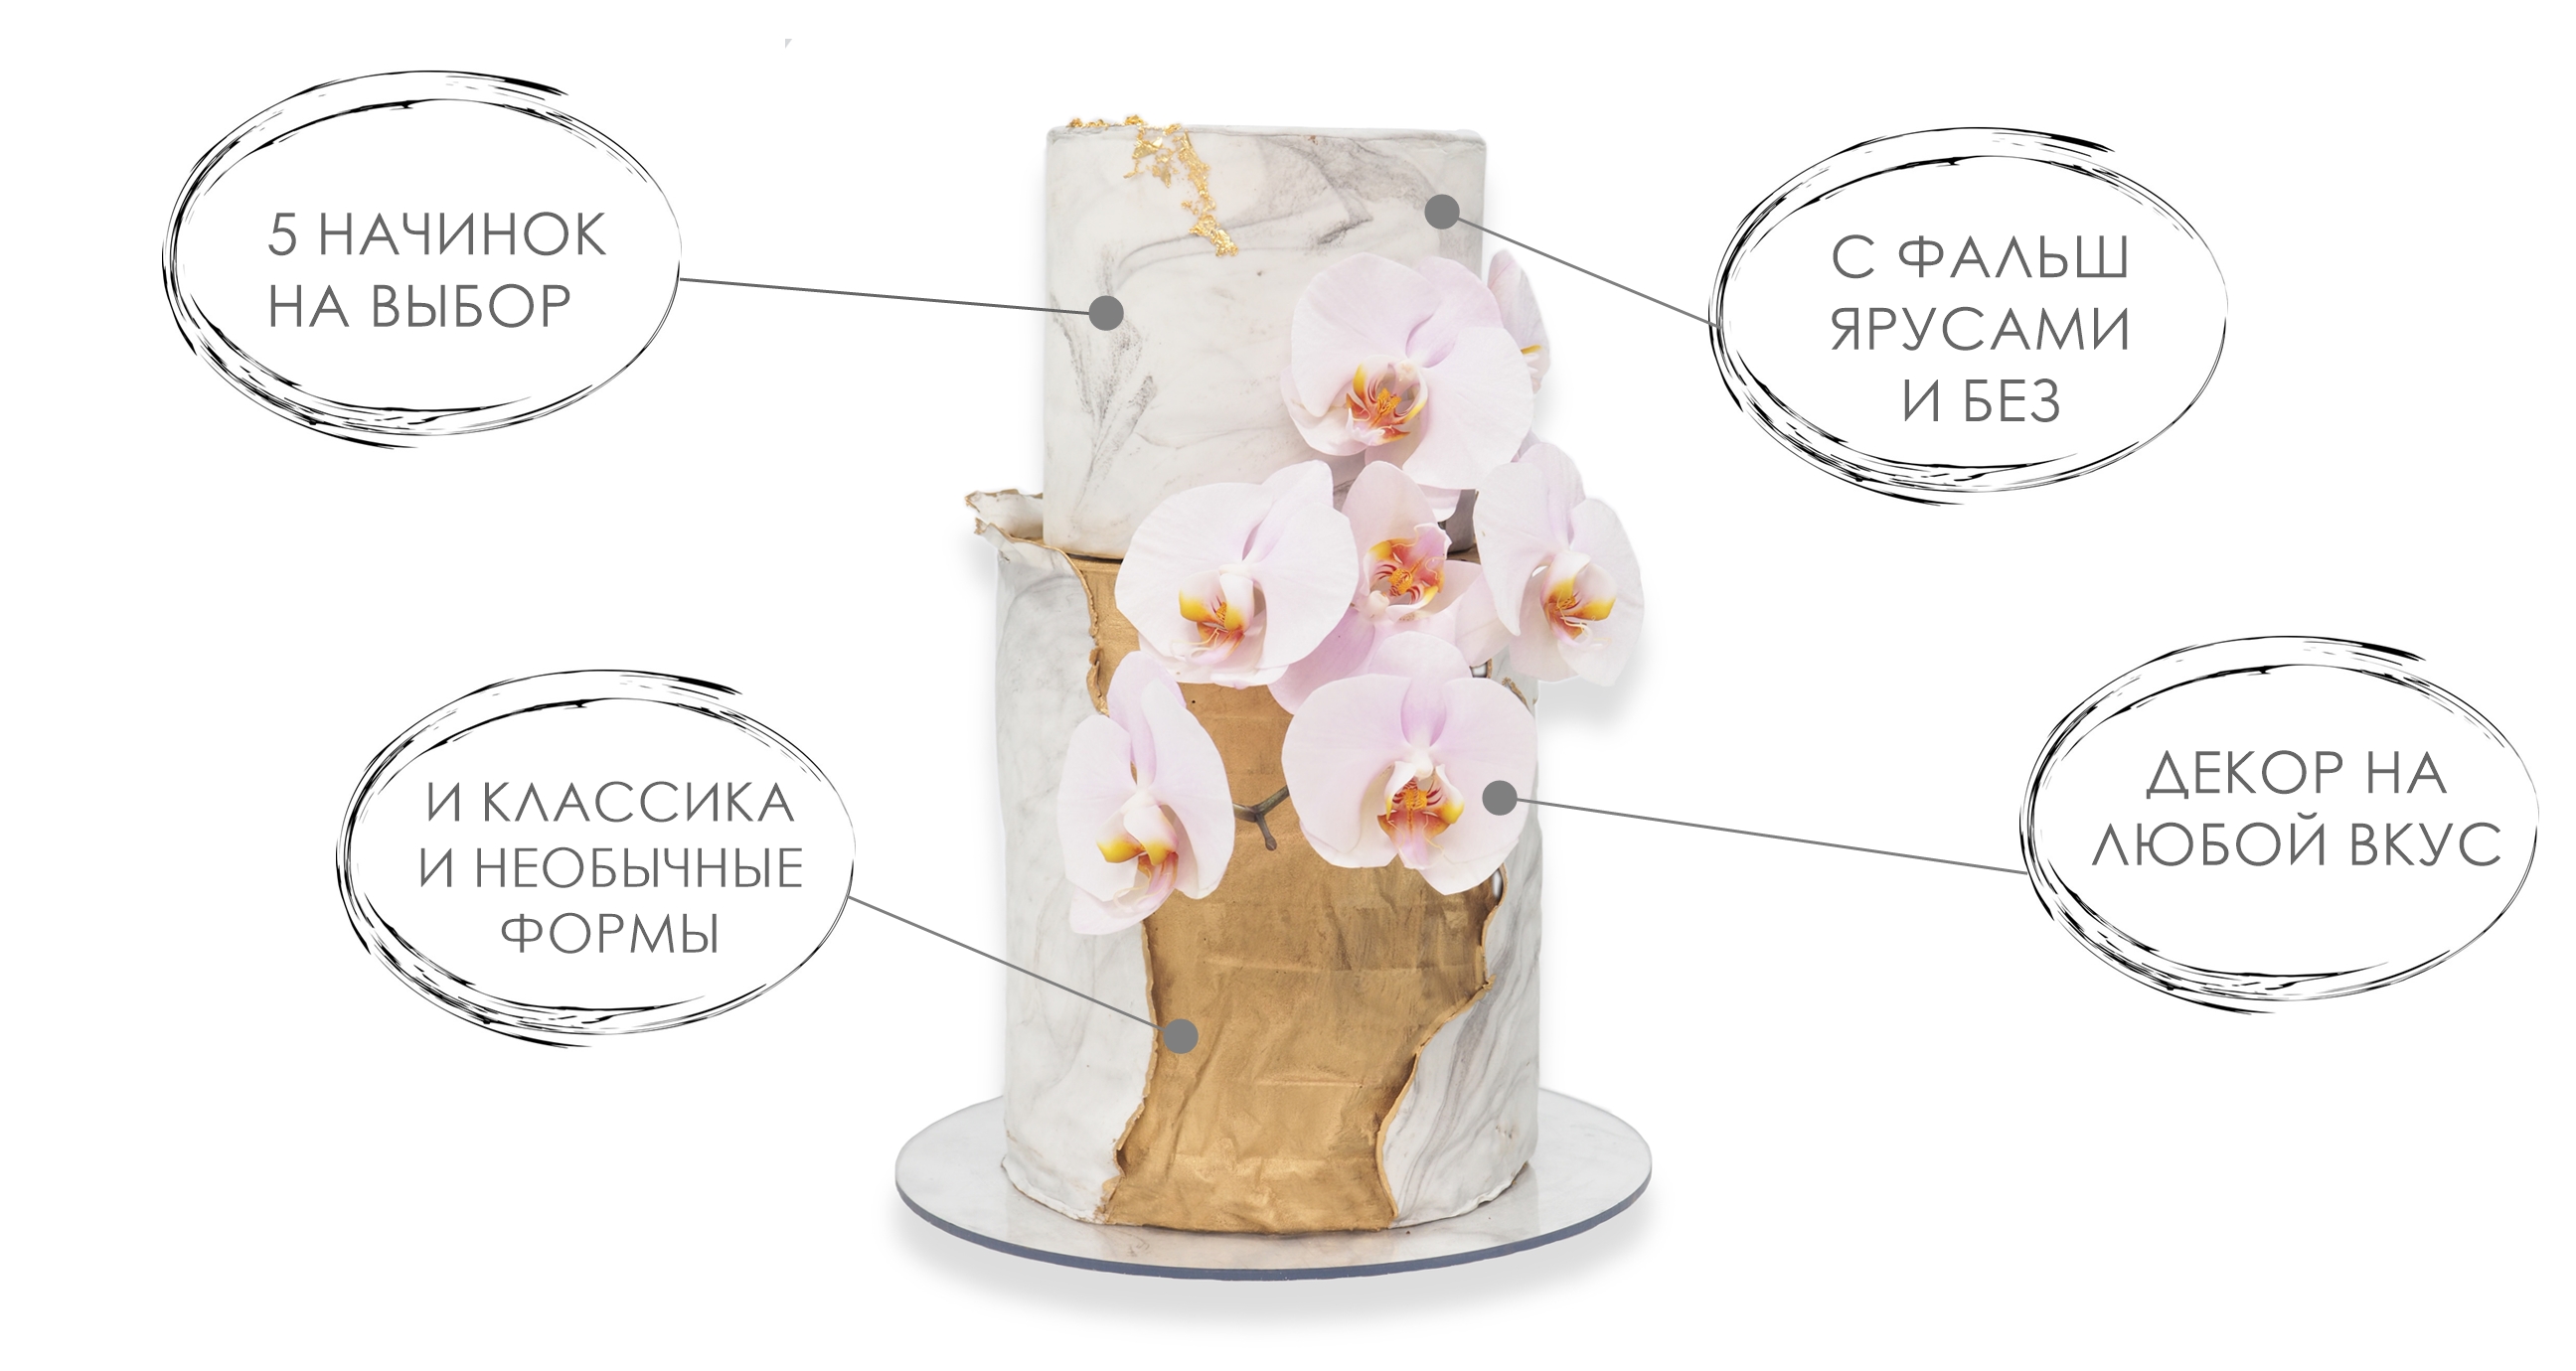 5 НАЧИНОК
НА ВЫБОР
С ФАЛЬШ
ЯРУСАМИ
И БЕЗ
И КЛАССИКА
И НЕОБЫЧНЫЕ
ФОРМЫ
ДЕКОР НА
ЛЮБОЙ ВКУС